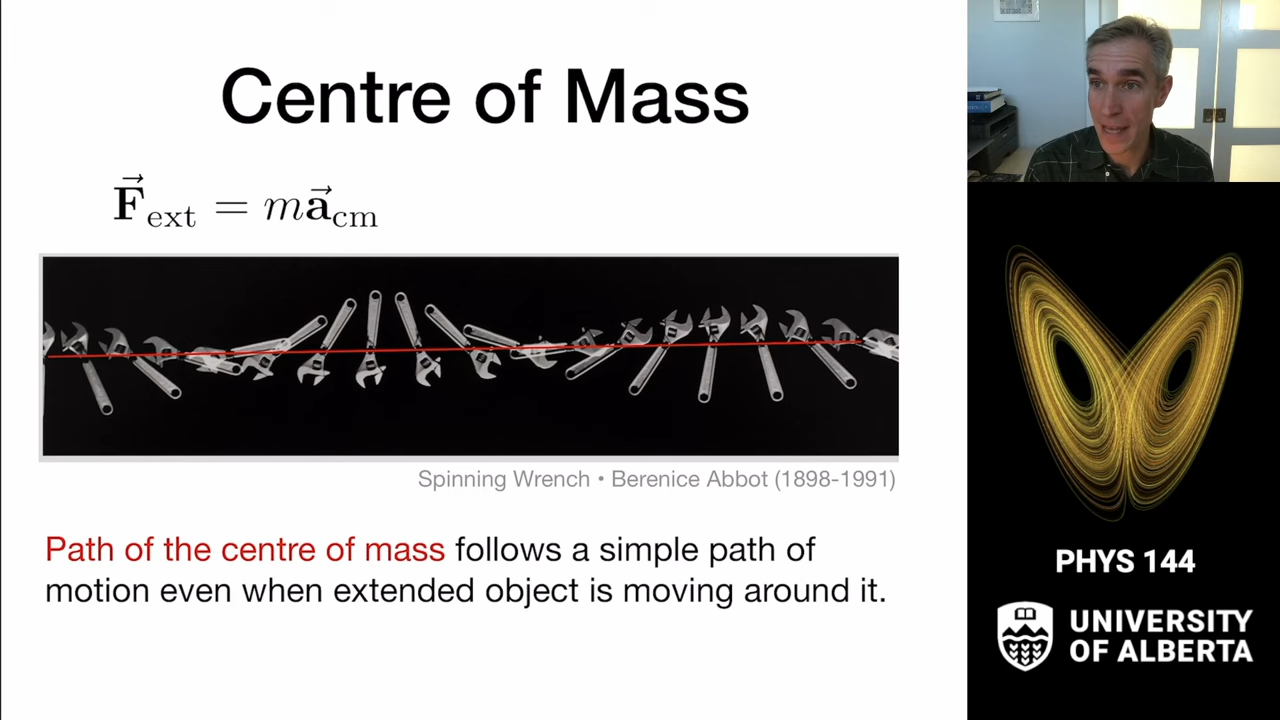 Centre of Mass
F⃗ext = ma⃗cm
Spinning Wrench • Berenice Abbot (1898-1991)
Path of the centre of mass follows a simple path of
motion even when extended object is moving around it.
PHYS 144
UNIVERSITY
OF ALBERTA